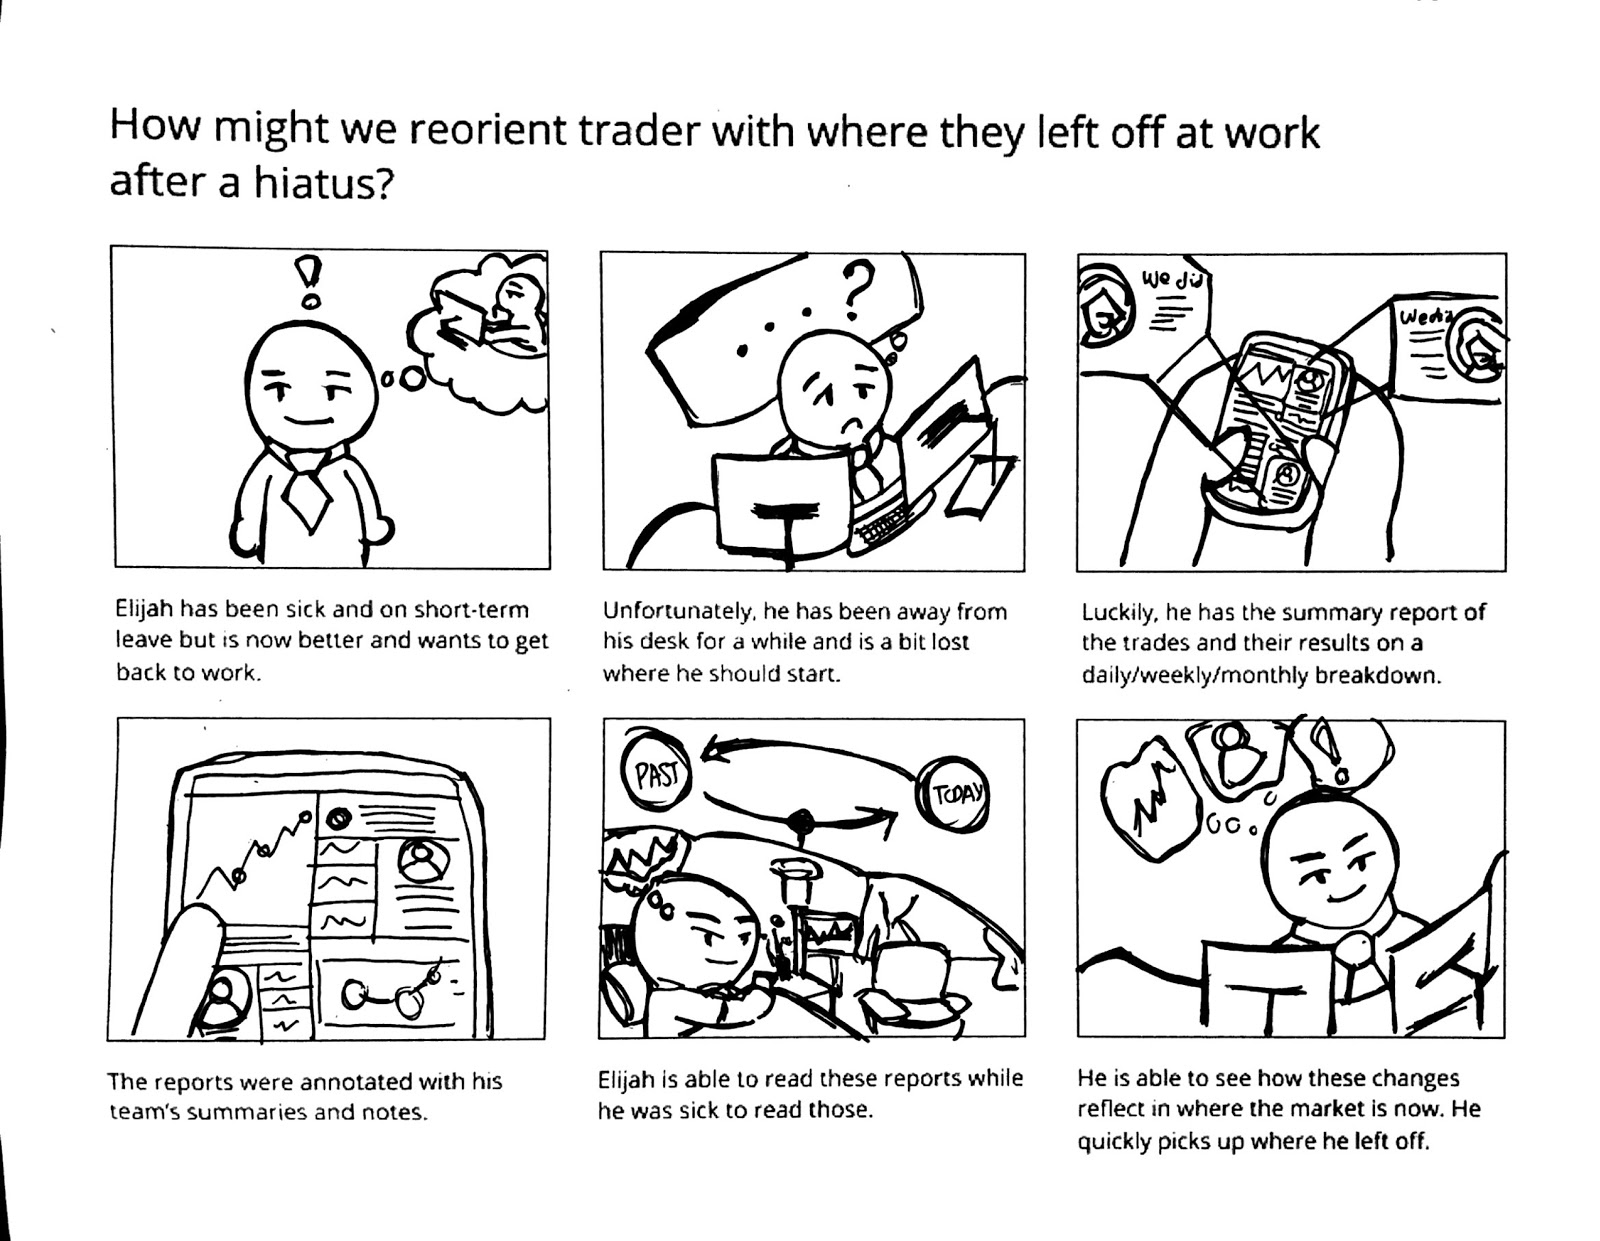 How might we reorient trader with where they left off at work
after a hiatus?
!
?
We did
We did
Elijah has been sick and on short-term
leave but is now better and wants to get
back to work.
Unfortunately, he has been away from
his desk for a while and is a bit lost
where he should start.
Luckily, he has the summary report of
the trades and their results on a
daily/weekly/monthly breakdown.
PAST
TODAY
!
The reports were annotated with his
team's summaries and notes.
Elijah is able to read these reports while
he was sick to read those.
He is able to see how these changes
reflect in where the market is now. He
quickly picks up where he left off.